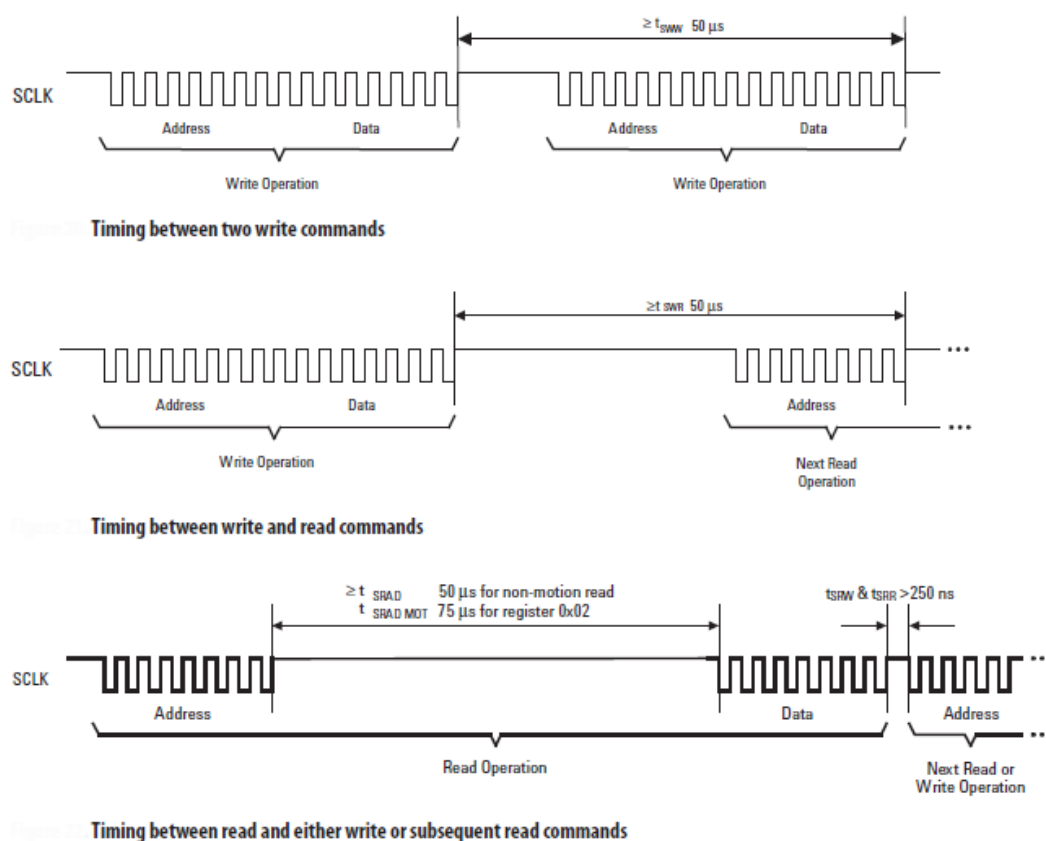 ≥ tSWW 50 µs
SCLK
Address Data Address Data
Write Operation Write Operation
Figure 20. Timing between two write commands
≥t SWR 50 µs
SCLK
Address Data Address
Write Operation Next Read
Operation
Timing between write and read commands
≥ t SRAD 50 µs for non-motion read
t SRAD MOT 75 µs for register 0x02
tSRW & tSRR >250 ns
SCLK
Address Data Address
Read Operation Next Read or
Write Operation
Timing between read and either write or subsequent read commands